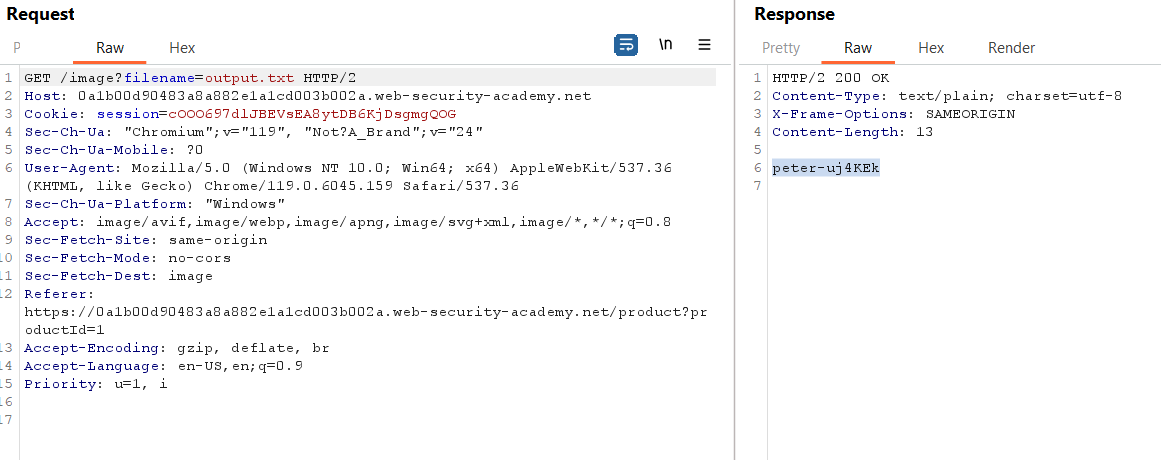 Request
Response
P Raw Hex \n
Pretty Raw Hex Render
1 GET /image?filename=output.txt HTTP/2
2 Host: 0a1b00d90483a8a882e1a1cd003b002a.web-security-academy.net
3 Cookie: session=cOOO697dlJBEVsEA8ytDB6KjDsgmgQOG
4 Sec-Ch-Ua: "Chromium";v="119", "Not?A_Brand";v="24"
5 Sec-Ch-Ua-Mobile: ?0
6 User-Agent: Mozilla/5.0 (Windows NT 10.0; Win64; x64) AppleWebKit/537.36
(KHTML, like Gecko) Chrome/119.0.6045.159 Safari/537.36
7 Sec-Ch-Ua-Platform: "Windows"
8 Accept: image/avif,image/webp,image/apng,image/svg+xml,image/*,*/*;q=0.8
9 Sec-Fetch-Site: same-origin
10 Sec-Fetch-Mode: no-cors
11 Sec-Fetch-Dest: image
12 Referer:
https://0a1b00d90483a8a882e1a1cd003b002a.web-security-academy.net/product?pr
oductId=1
13 Accept-Encoding: gzip, deflate, br
14 Accept-Language: en-US,en;q=0.9
15 Priority: u=1, i
16
17
1 HTTP/2 200 OK
2 Content-Type: text/plain; charset=utf-8
3 X-Frame-Options: SAMEORIGIN
4 Content-Length: 13
5
6 peter-uj4KEk
7